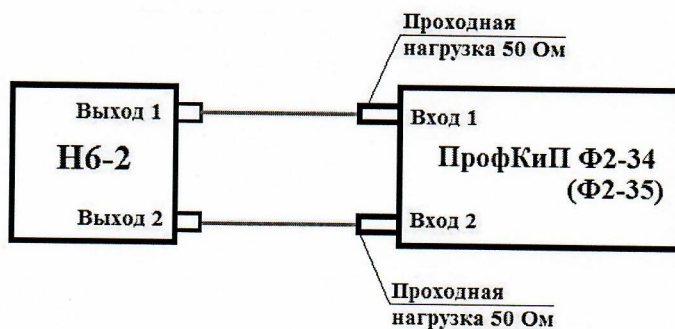 Проходная
нагрузка 50 Ом
Выход 1
Вход 1
Н6-2
ПрофКиП Ф2-34
(Ф2-35)
Выход 2
Вход 2
Проходная
нагрузка 50 Ом